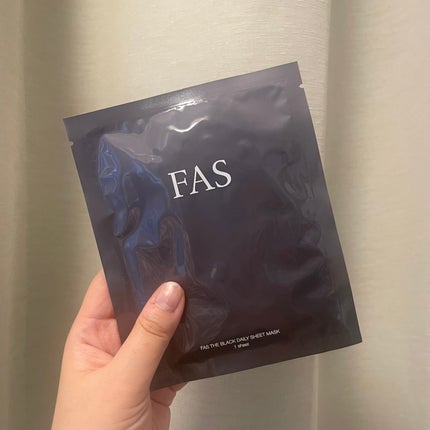 FAS
FAS THE BLACK DAILY SHEET MASK
1 sheet